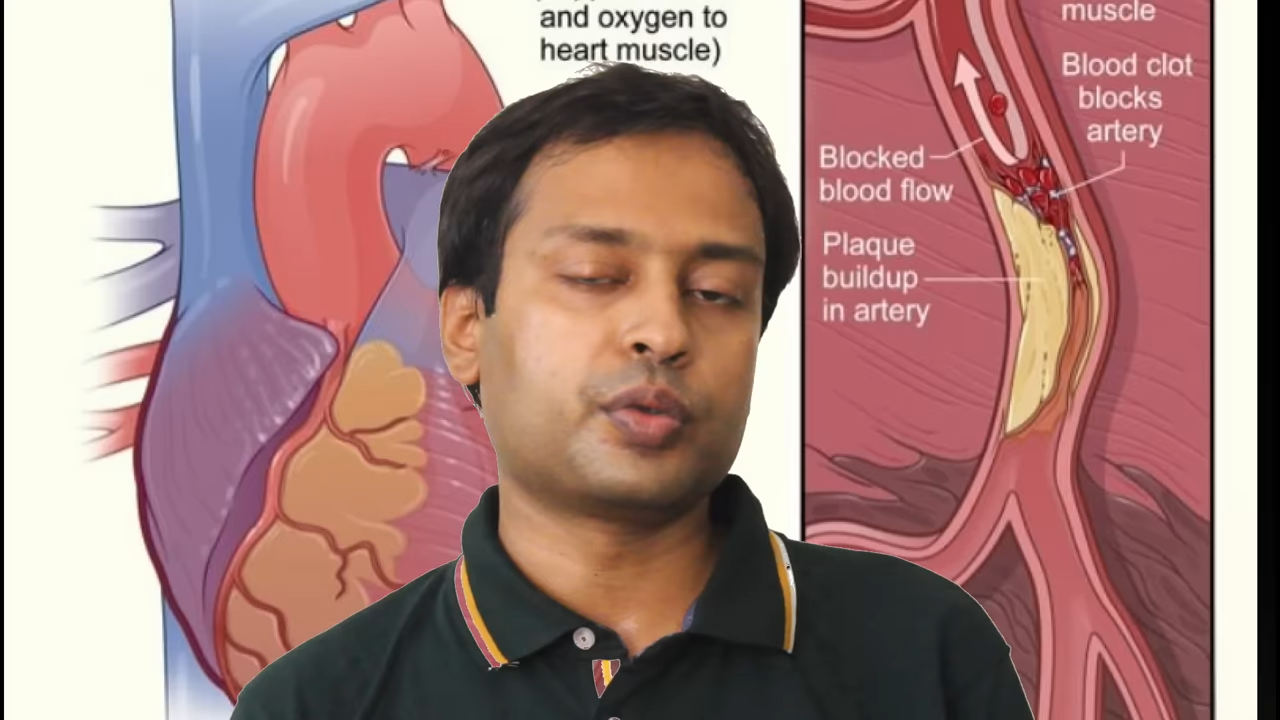 and oxygen to
heart muscle)
muscle
Blood clot
blocks
artery
Blocked
blood flow
Plaque
buildup
in artery